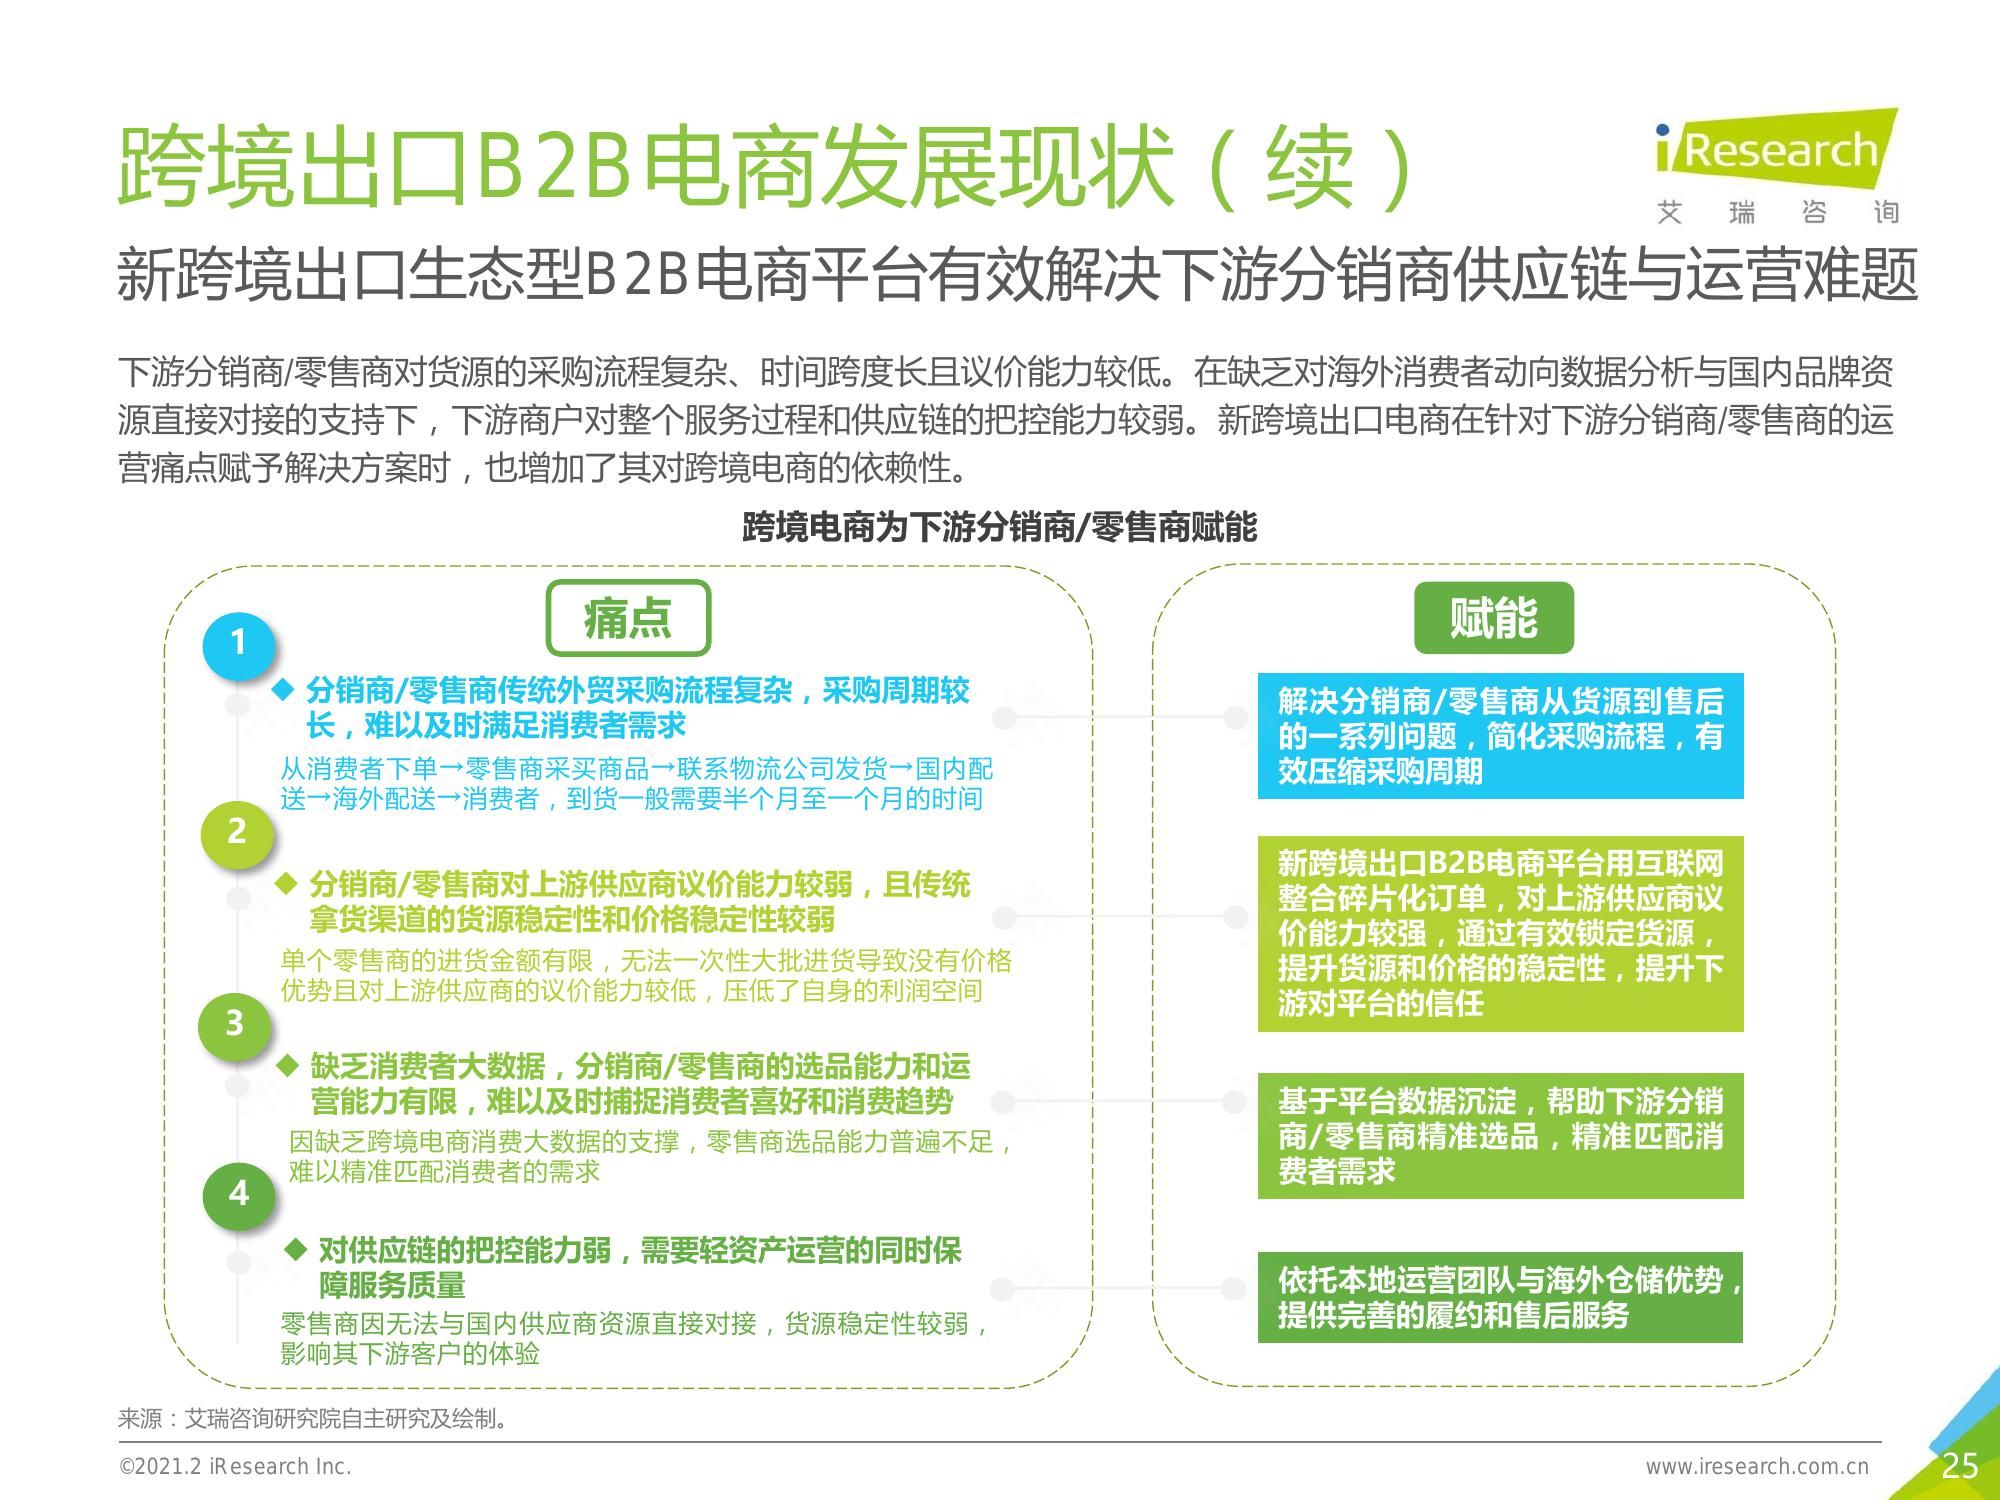 跨境出口B2B电商发展现状（续）
iResearch
艾 瑞 咨 询
新跨境出口生态型B2B电商平台有效解决下游分销商供应链与运营难题
下游分销商/零售商对货源的采购流程复杂、时间跨度长且议价能力较低。在缺乏对海外消费者动向数据分析与国内品牌资
源直接对接的支持下，下游商户对整个服务过程和供应链的把控能力较弱。新跨境出口电商在针对下游分销商/零售商的运
营痛点赋予解决方案时，也增加了其对跨境电商的依赖性。
跨境电商为下游分销商/零售商赋能
痛点
1
◆ 分销商/零售商传统外贸采购流程复杂，采购周期较
长，难以及时满足消费者需求
从消费者下单→零售商采买商品→联系物流公司发货→国内配
送→海外配送→消费者，到货一般需要半个月至一个月的时间
2
◆ 分销商/零售商对上游供应商议价能力较弱，且传统
拿货渠道的货源稳定性和价格稳定性较弱
单个零售商的进货金额有限，无法一次性大批进货导致没有价格
优势且对上游供应商的议价能力较低，压低了自身的利润空间
3
◆ 缺乏消费者大数据，分销商/零售商的选品能力和运
营能力有限，难以及时捕捉消费者喜好和消费趋势
因缺乏跨境电商消费大数据的支撑，零售商选品能力普遍不足，
难以精准匹配消费者的需求
4
◆ 对供应链的把控能力弱，需要轻资产运营的同时保
障服务质量
零售商因无法与国内供应商资源直接对接，货源稳定性较弱，
影响其下游客户的体验
赋能
解决分销商/零售商从货源到售后
的一系列问题，简化采购流程，有
效压缩采购周期
新跨境出口B2B电商平台用互联网
整合碎片化订单，对上游供应商议
价能力较强，通过有效锁定货源，
提升货源和价格的稳定性，提升下
游对平台的信任
基于平台数据沉淀，帮助下游分销
商/零售商精准选品，精准匹配消
费者需求
依托本地运营团队与海外仓储优势，
提供完善的履约和售后服务
来源：艾瑞咨询研究院自主研究及绘制。
©2021.2 iResearch Inc.
www.iresearch.com.cn
25